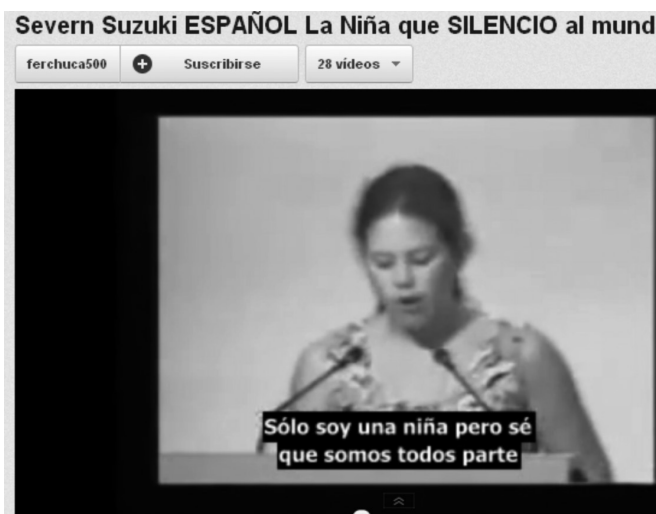 Severn Suzuki ESPAÑOL La Niña que SILENCIO al mund
ferchuca500 Suscribirse 28 vídeos
Sólo soy una niña pero sé
que somos todos parte